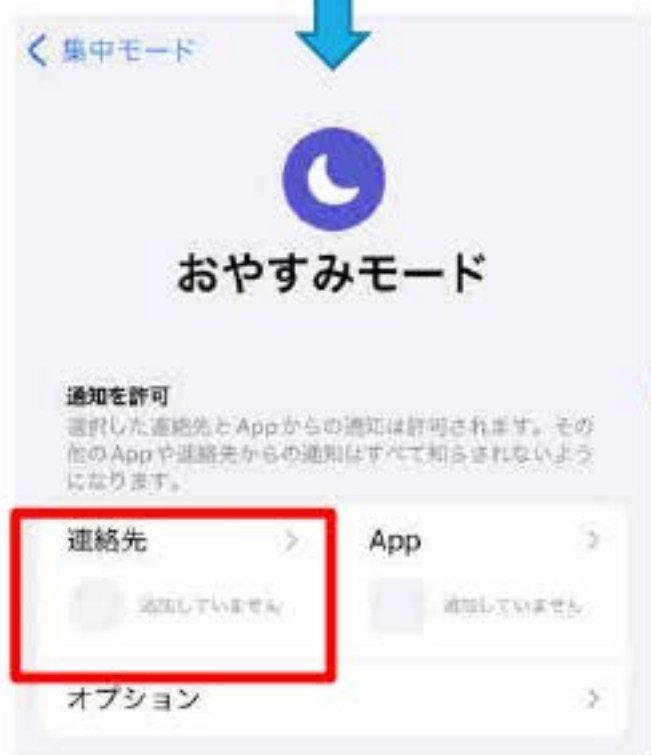 集中モード
おやすみモード
通知を許可
選択した連絡先とAppからの通知は許可されます。その
他のAppや連絡先からの通知はすべて知らされないよう
になります。
連絡先
App
追加していません
追加していません
オプション